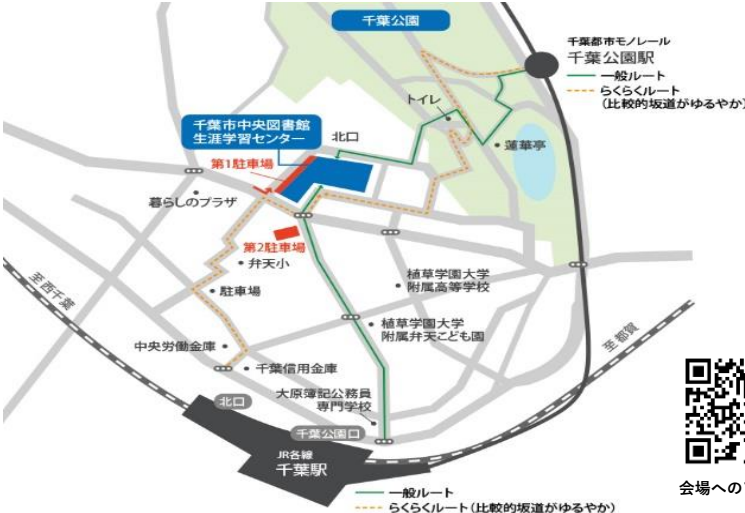 千葉公園
千葉都市モノレール
千葉公園駅
一般ルート
らくらくルート
(比較的坂道がゆるやか)
トイレ
千葉市中央図書館
生涯学習センター
北口
蓮華亭
第1駐車場
暮らしのプラザ
第2駐車場
弁天小
植草学園大学
附属高等学校
至西千葉
駐車場
植草学園大学
附属弁天こども園
至都賀
中央労働金庫
千葉信用金庫
大原簿記公務員
専門学校
北口
千葉公園口
JR各線
千葉駅
会場への
一般ルート
らくらくルート(比較的坂道がゆるやか)